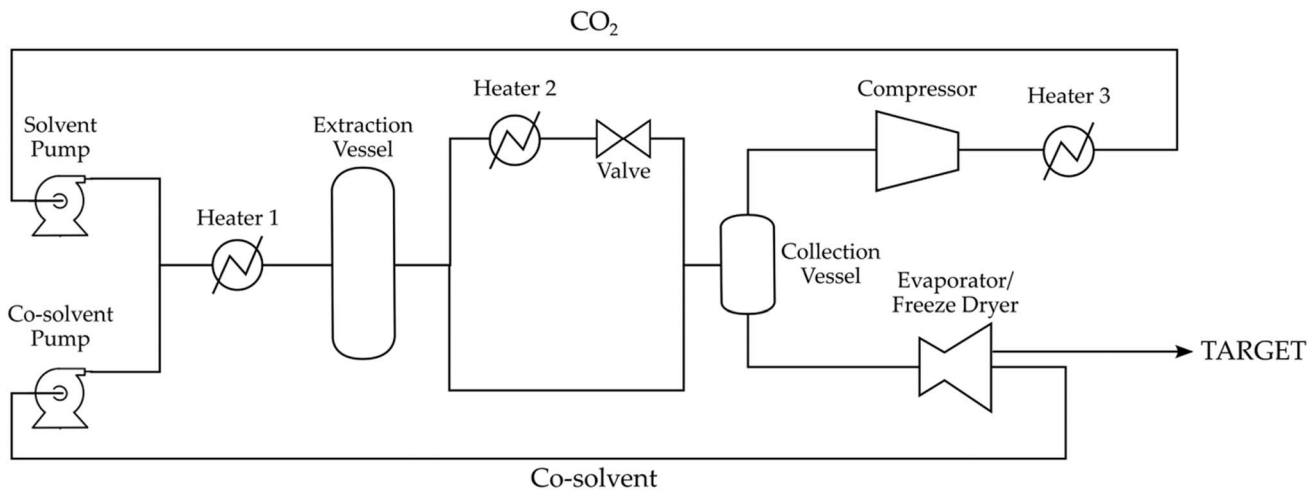 CO₂
Solvent
Pump
Heater 1
Extraction
Vessel
Heater 2
Valve
Compressor
Heater 3
Collection
Vessel
Co-solvent
Pump
Evaporator/
Freeze Dryer
TARGET
Co-solvent